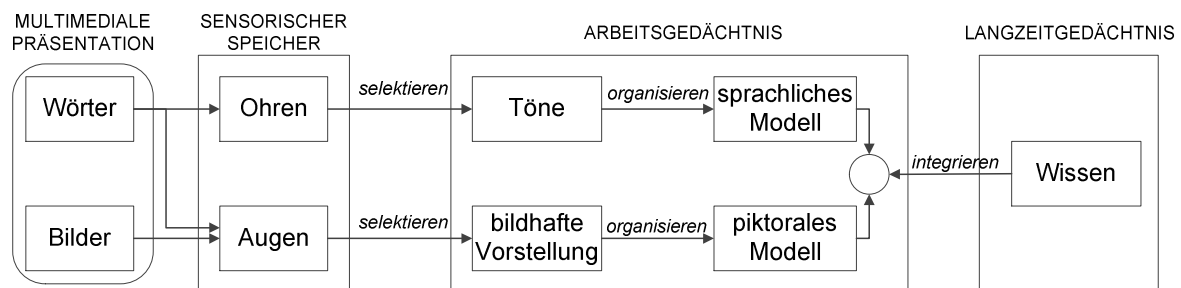 MULTIMEDIALE
PRÄSENTATION
SENSORISCHER
SPEICHER
ARBEITSGEDÄCHTNIS
LANGZEITGEDÄCHTNIS
Wörter
Ohren
selektieren
Töne
organisieren
sprachliches
Modell
integrieren
Wissen
Bilder
Augen
selektieren
bildhafte
Vorstellung
organisieren
piktorales
Modell